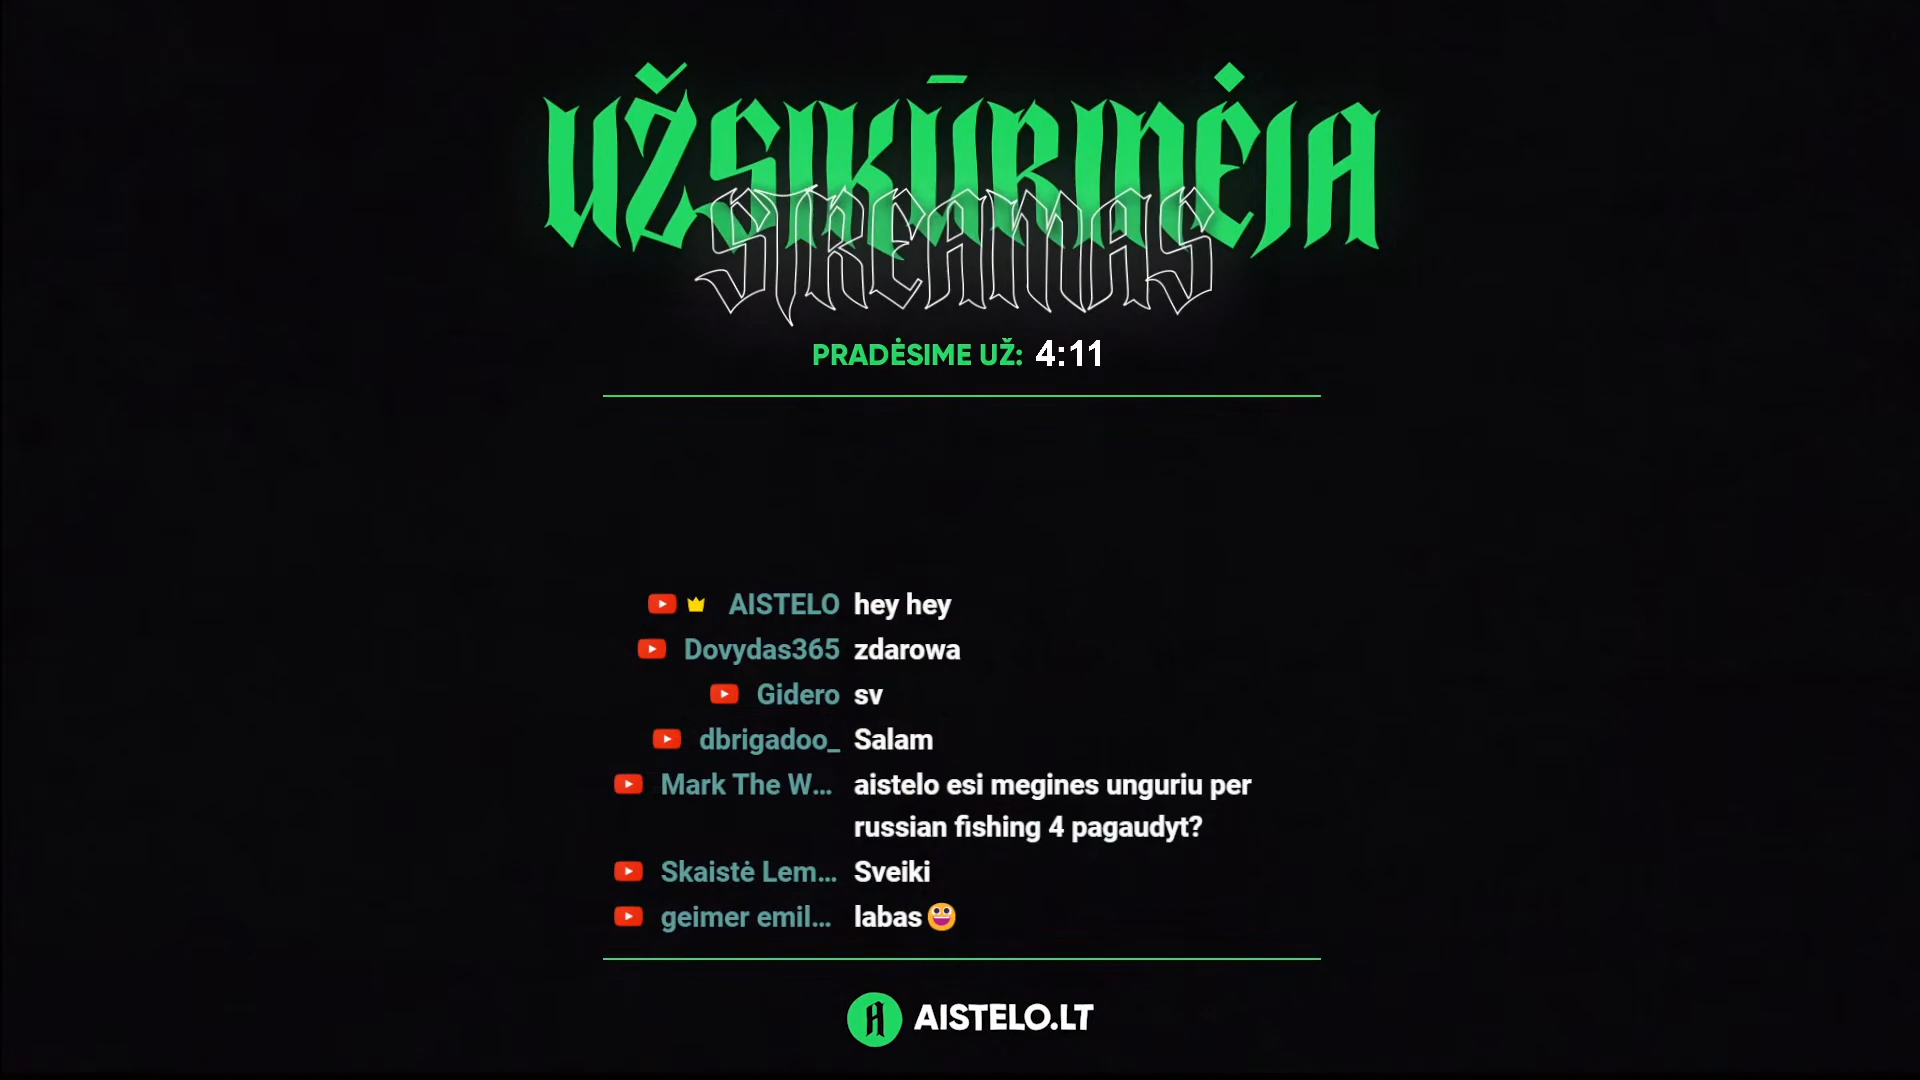 UŽSIKŪRINĖJA
STREAMAS
PRADĖSIME UŽ: 4:11
AISTELO hey hey
Dovydas365 zdarowa
Gidero sv
dbrigadoo_ Salam
Mark The W... aistelo esi megines unguriu per
russian fishing 4 pagaudyt?
Skaistė Lem... Sveiki
geimer emil... labas 😀
AISTELO.LT